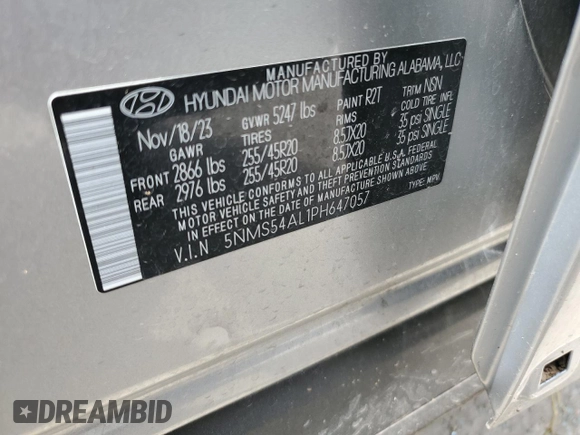 MANUFACTURED BY
HYUNDAI MOTOR MANUFACTURING ALABAMA, LLC
Nov/18/23 GVWR 5247 lbs PAINT R2T TRIM NSN
GAWR TIRES RIMS COLD TIRE INFL
FRONT 2866 lbs 255/45R20 8.5JX20 35 psi SINGLE
REAR 2976 lbs 255/45R20 8.5JX20 35 psi SINGLE
THIS VEHICLE CONFORMS TO ALL APPLICABLE U.S.A. FEDERAL
MOTOR VEHICLE SAFETY AND THEFT PREVENTION STANDARDS
IN EFFECT ON THE DATE OF MANUFACTURE SHOWN ABOVE.
V.I.N 5NMS54AL1PH647057 TYPE: MPV
DREAMBID